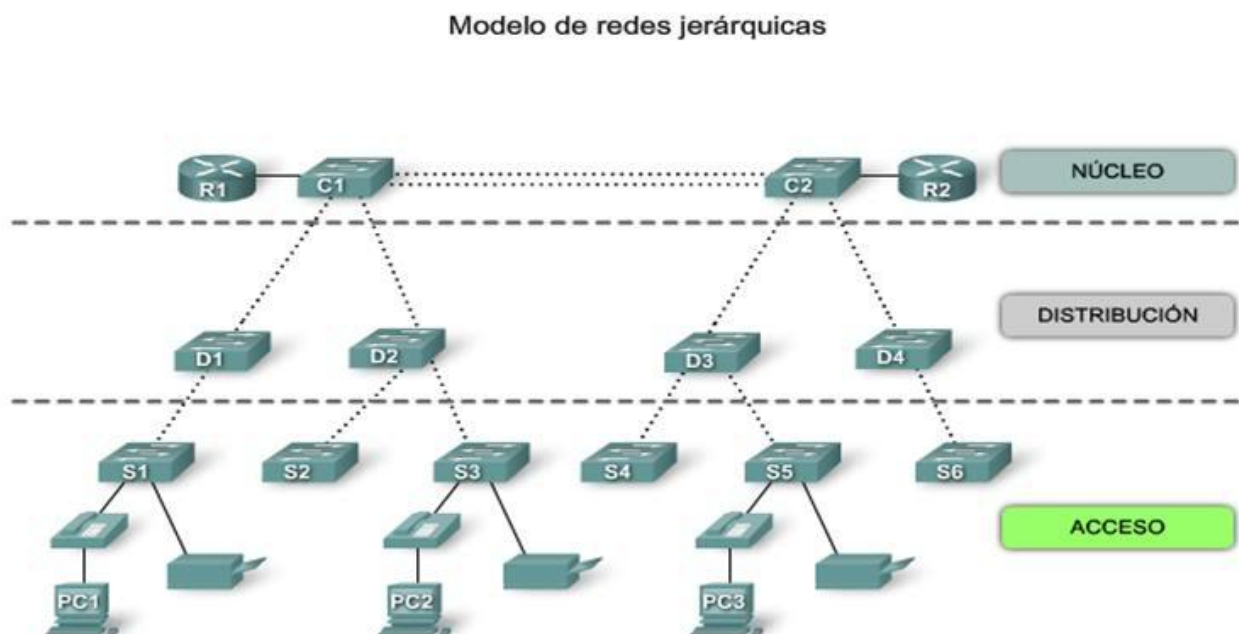 Modelo de redes jerárquicas
R1
C1
C2
R2
NÚCLEO
D1
D2
D3
D4
DISTRIBUCIÓN
S1
S2
S3
S4
S5
S6
ACCESO
PC1
PC2
PC3